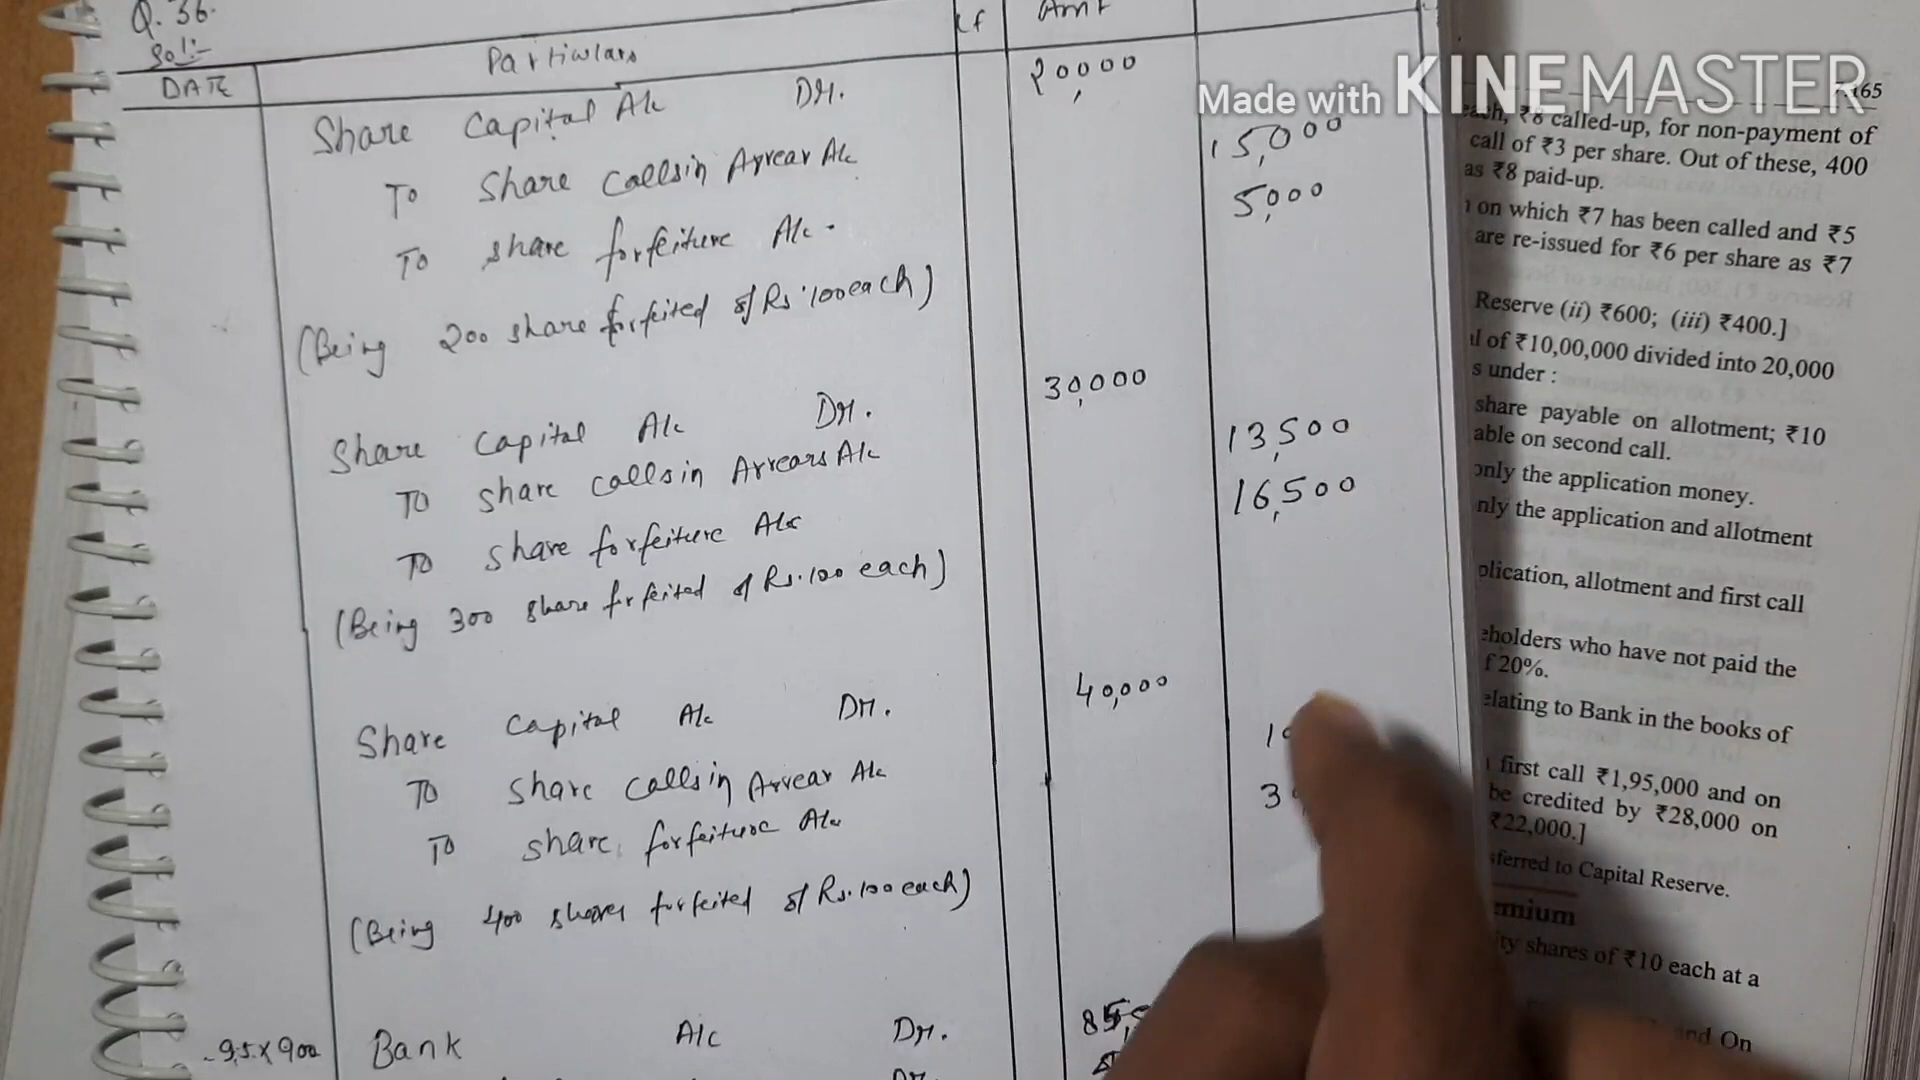 Q. 36.
Sol:-
DATE Particulars Lf Amt
Share Capital A/c Dr. 20,000
To Share Calls in Arrear A/c 15,000
To Share forfeiture A/c. 5,000
(Being 200 share forfeited of Rs. 100 each)
Share Capital A/c Dr. 30,000
To Share calls in Arrears A/c 13,500
To Share forfeiture A/c 16,500
(Being 300 share forfeited of Rs. 100 each)
Share Capital A/c Dr. 40,000
To Share calls in Arrear A/c
To share forfeiture A/c
(Being 400 shares forfeited of Rs. 100 each)
95x900 Bank A/c Dr.
Dr.
Made with KINEMASTER
165
each, ₹8 called-up, for non-payment of
call of ₹3 per share. Out of these, 400
as ₹8 paid-up.
on which ₹7 has been called and ₹5
are re-issued for ₹6 per share as ₹7
Reserve (ii) ₹600; (iii) ₹400.]
of ₹10,00,000 divided into 20,000
s under :
share payable on allotment; ₹10
able on second call.
only the application money.
only the application and allotment
plication, allotment and first call
eholders who have not paid the
f 20%.
elating to Bank in the books of
first call ₹1,95,000 and on
be credited by ₹28,000 on
₹22,000.]
sferred to Capital Reserve.
emium
ity shares of ₹10 each at a
and On